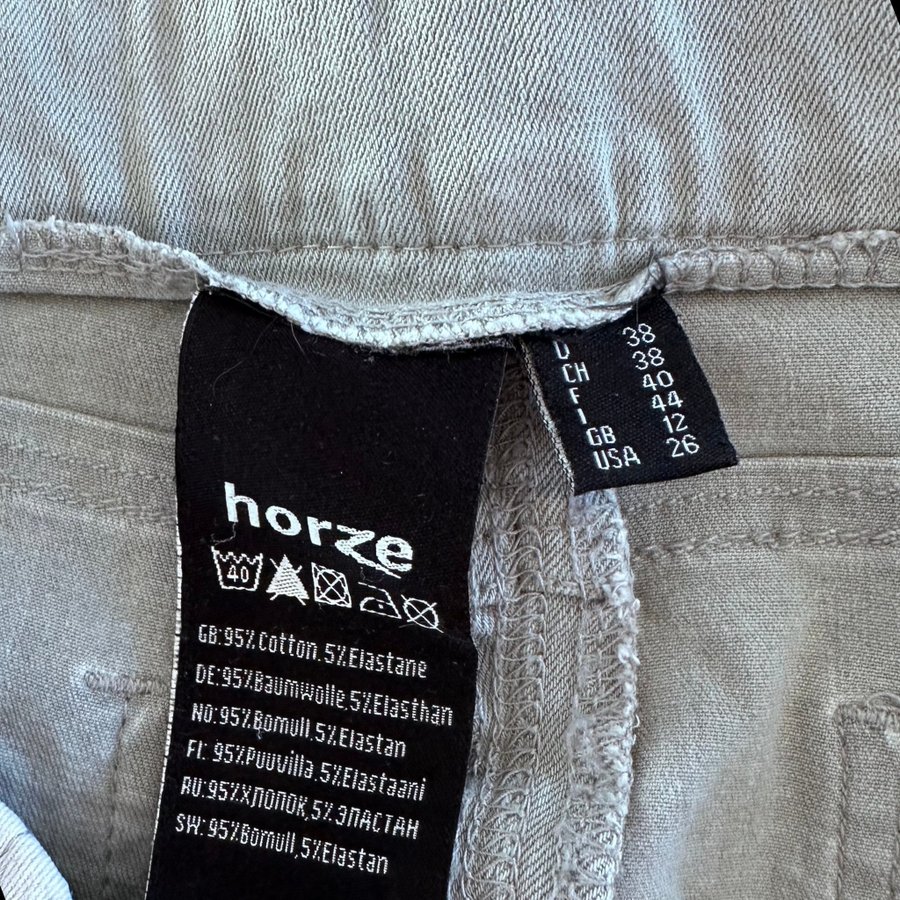 horze
40
GB:95%Cotton,5%Elastane
DE:95%Baumwolle,5%Elasthan
NO:95%Bomull,5%Elastan
FI: 95%Puuvilla,5%Elastaani
RU:95%ХЛОПОК,5% ЭЛАСТАН
SW:95%Bomull,5%Elastan
D 38
CH 38
F 40
I 44
GB 12
USA 26